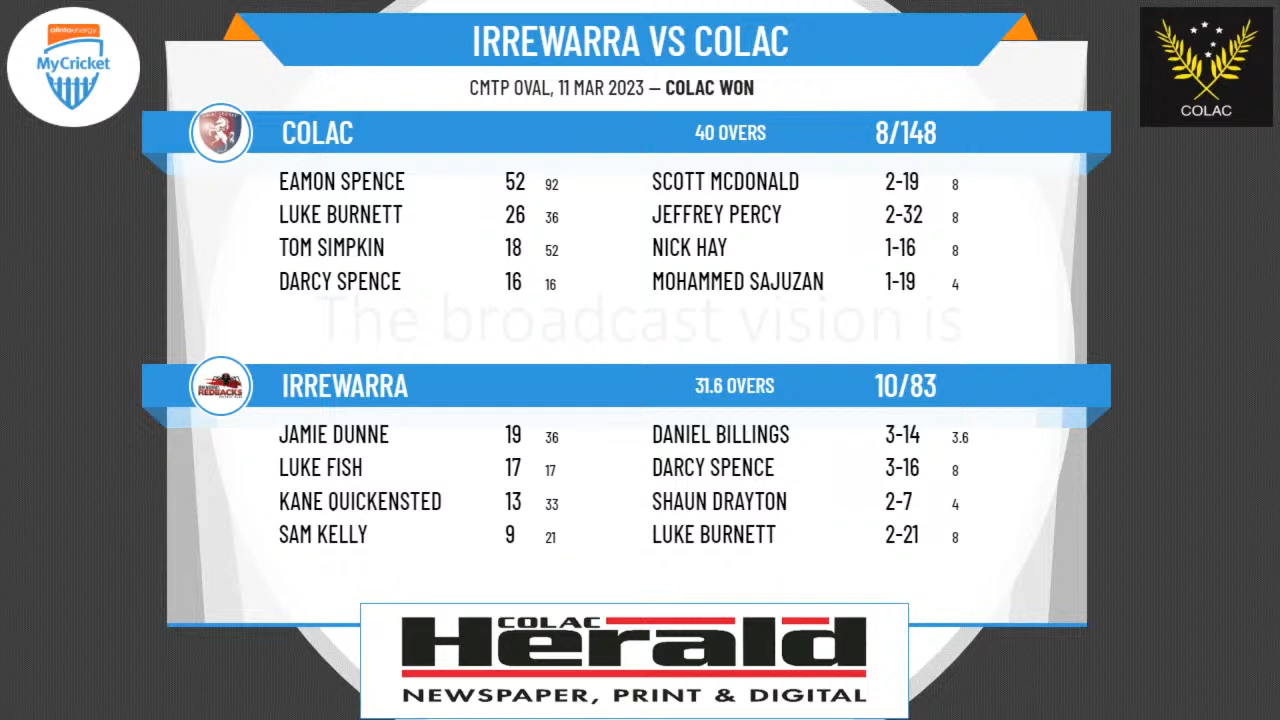 alinta energy
MyCricket
IRREWARRA VS COLAC
COLAC
CMTP OVAL, 11 MAR 2023 – COLAC WON
COLAC 40 OVERS 8/148
EAMON SPENCE 52 92 SCOTT MCDONALD 2-19 8
LUKE BURNETT 26 36 JEFFREY PERCY 2-32 8
TOM SIMPKIN 18 52 NICK HAY 1-16 8
DARCY SPENCE 16 16 MOHAMMED SAJUZAN 1-19 4
The broadcast vision is
IRREWARRA 31.6 OVERS 10/83
REDBACKS
JAMIE DUNNE 19 36 DANIEL BILLINGS 3-14 3.6
LUKE FISH 17 17 DARCY SPENCE 3-16 8
KANE QUICKENSTED 13 33 SHAUN DRAYTON 2-7 4
SAM KELLY 9 21 LUKE BURNETT 2-21 8
COLAC
Herald
NEWSPAPER, PRINT & DIGITAL